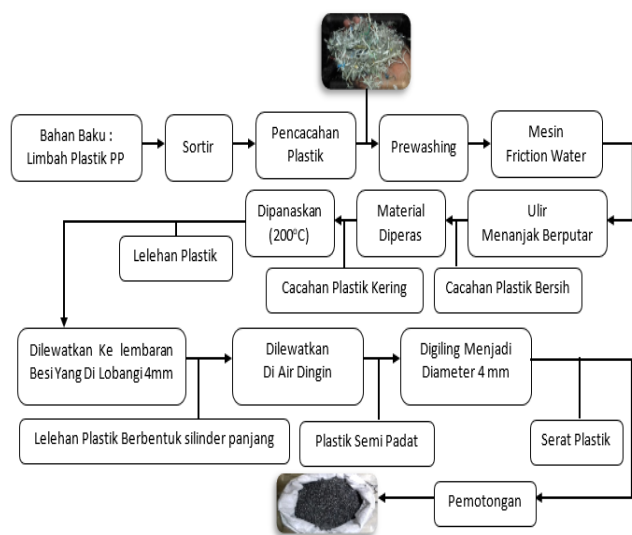 Bahan Baku :
Limbah Plastik PP
Sortir
Pencacahan
Plastik
Prewashing
Mesin
Friction Water
Dipanaskan
(200°C)
Material
Diperas
Ulir
Menanjak Berputar
Lelehan Plastik
Cacahan Plastik Kering
Cacahan Plastik Bersih
Dilewatkan Ke lembaran
Besi Yang Di Lobangi 4mm
Dilewatkan
Di Air Dingin
Digiling Menjadi
Diameter 4 mm
Lelehan Plastik Berbentuk silinder panjang
Plastik Semi Padat
Serat Plastik
Pemotongan